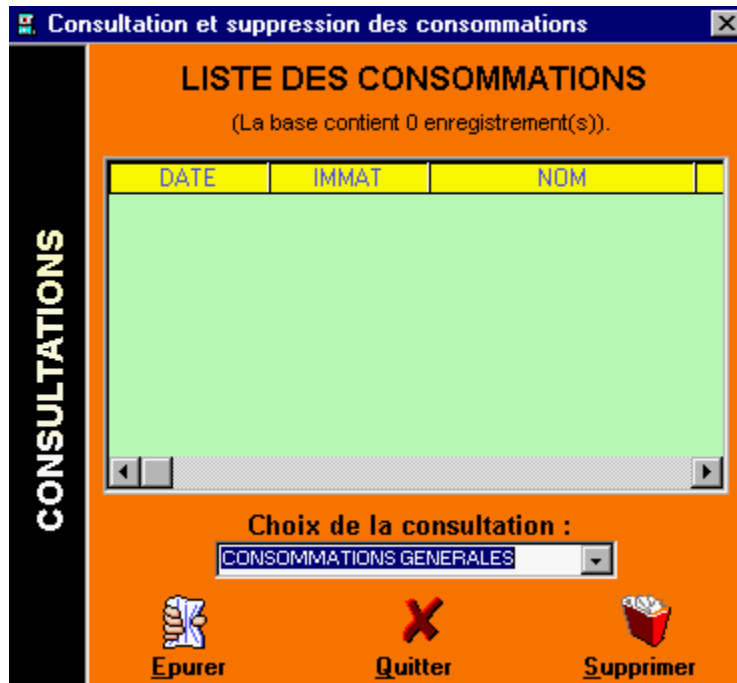 Consultation et suppression des consommations
CONSULTATIONS
LISTE DES CONSOMMATIONS
(La base contient 0 enregistrement(s)).
DATE IMMAT NOM
Choix de la consultation :
CONSOMMATIONS GENERALES
Epurer Quitter Supprimer